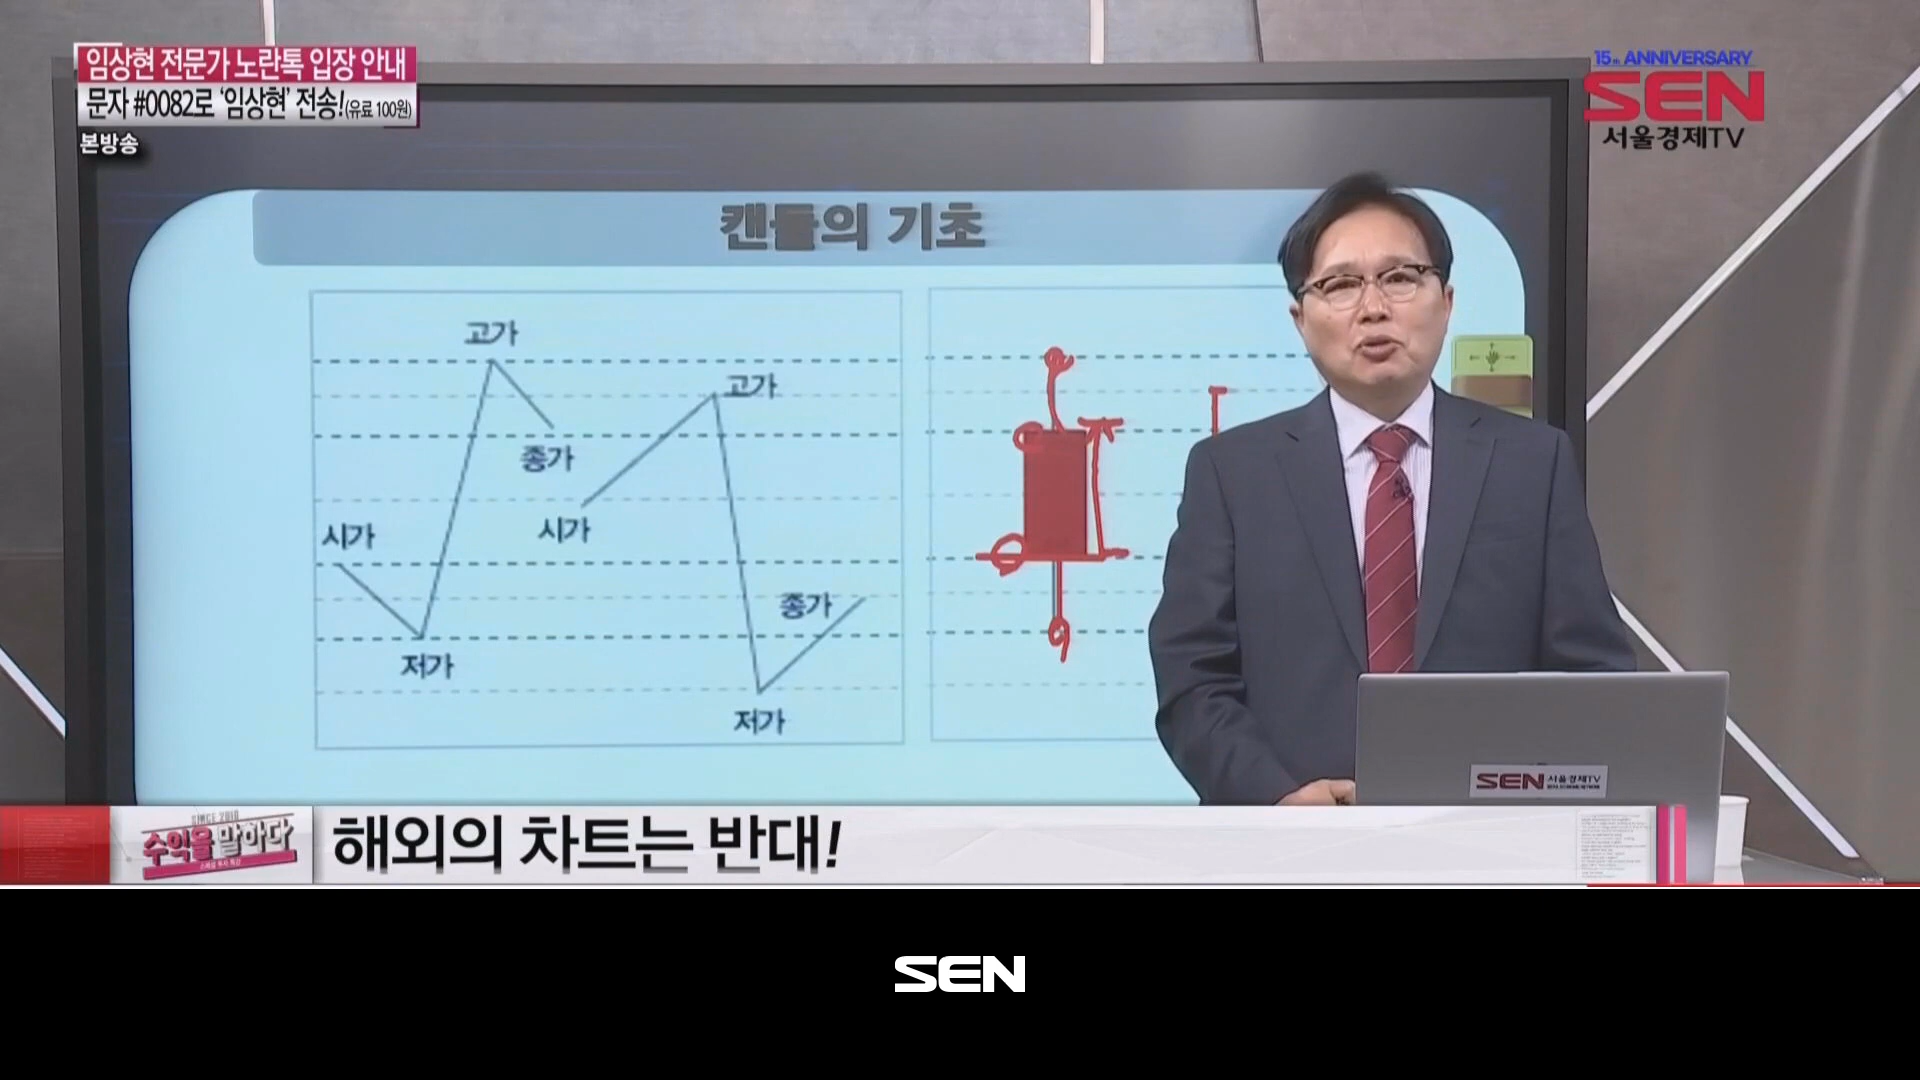 임상현 전문가 노란톡 입장 안내
문자 #0082로 '임상현' 전송!(유료 100원)
본방송
15th ANNIVERSARY
SEN
서울경제TV
캔들의 기초
고가
고가
종가
시가
시가
종가
저가
저가
SEN 서울경제TV
SINCE 2010
수익을 말하다
해외의 차트는 반대!
SEN